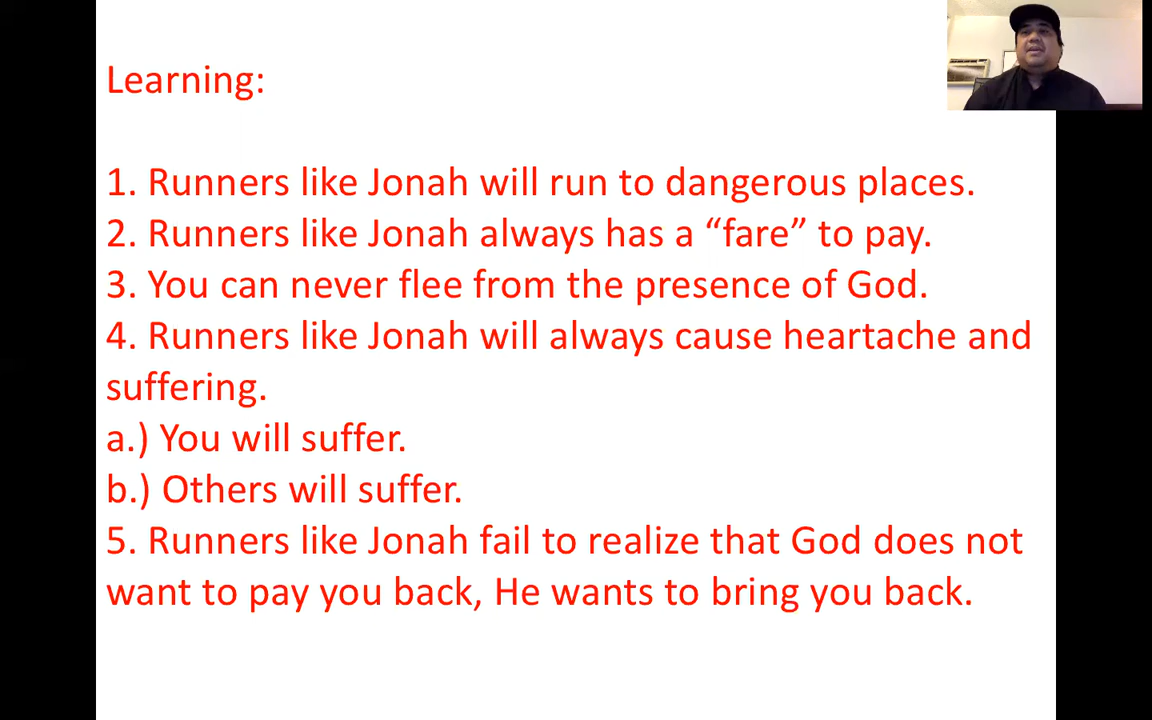 Learning:
1. Runners like Jonah will run to dangerous places.
2. Runners like Jonah always has a “fare” to pay.
3. You can never flee from the presence of God.
4. Runners like Jonah will always cause heartache and
suffering.
a.) You will suffer.
b.) Others will suffer.
5. Runners like Jonah fail to realize that God does not
want to pay you back, He wants to bring you back.